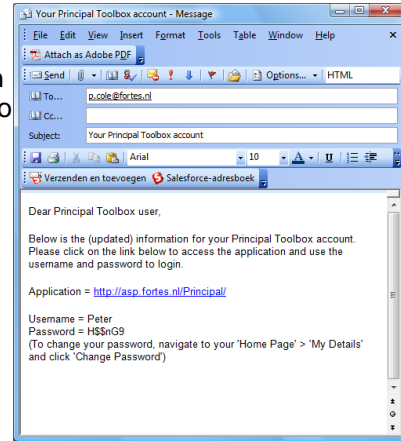 Your Principal Toolbox account - Message
File Edit View Insert Format Tools Table Window Help
Attach as Adobe PDF
Send Options... HTML
To... p.cole@fortes.nl
Cc...
Subject: Your Principal Toolbox account
Arial 10 A U
Verzenden en toevoegen Salesforce-adresboek
Dear Principal Toolbox user,
Below is the (updated) information for your Principal Toolbox account.
Please click on the link below to access the application and use the
username and password to login.
Application = http://asp.fortes.nl/Principal/
Username = Peter
Password = H$$nG9
(To change your password, navigate to your 'Home Page' > 'My Details'
and click 'Change Password')